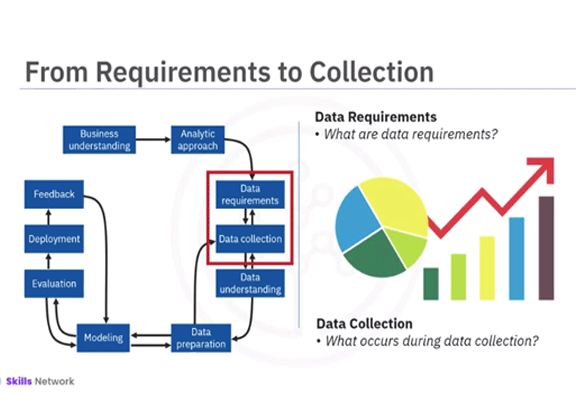 From Requirements to Collection
Business
understanding
Analytic
approach
Data
requirements
Data collection
Data
understanding
Data
preparation
Modeling
Evaluation
Deployment
Feedback
Data Requirements
• What are data requirements?
Data Collection
• What occurs during data collection?
Skills Network